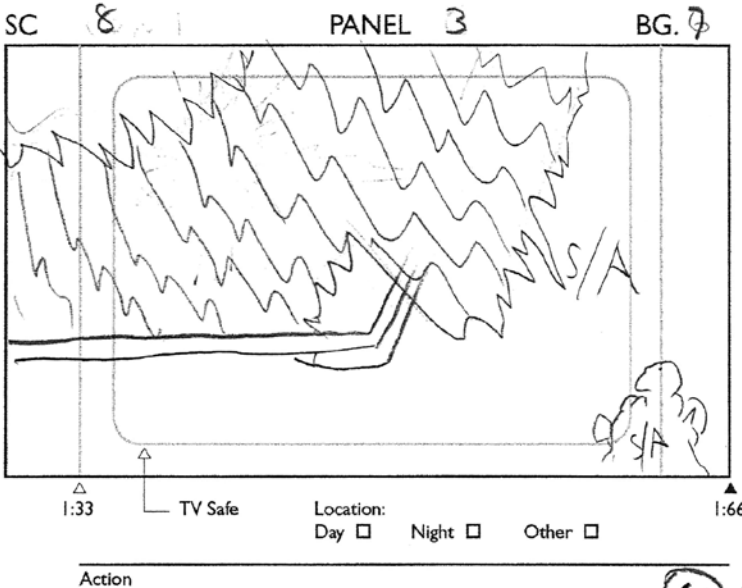 SC 8 PANEL 3 BG. 7
S/A
S/A
1:33 TV Safe Location: 1:66
Day Night Other
Action